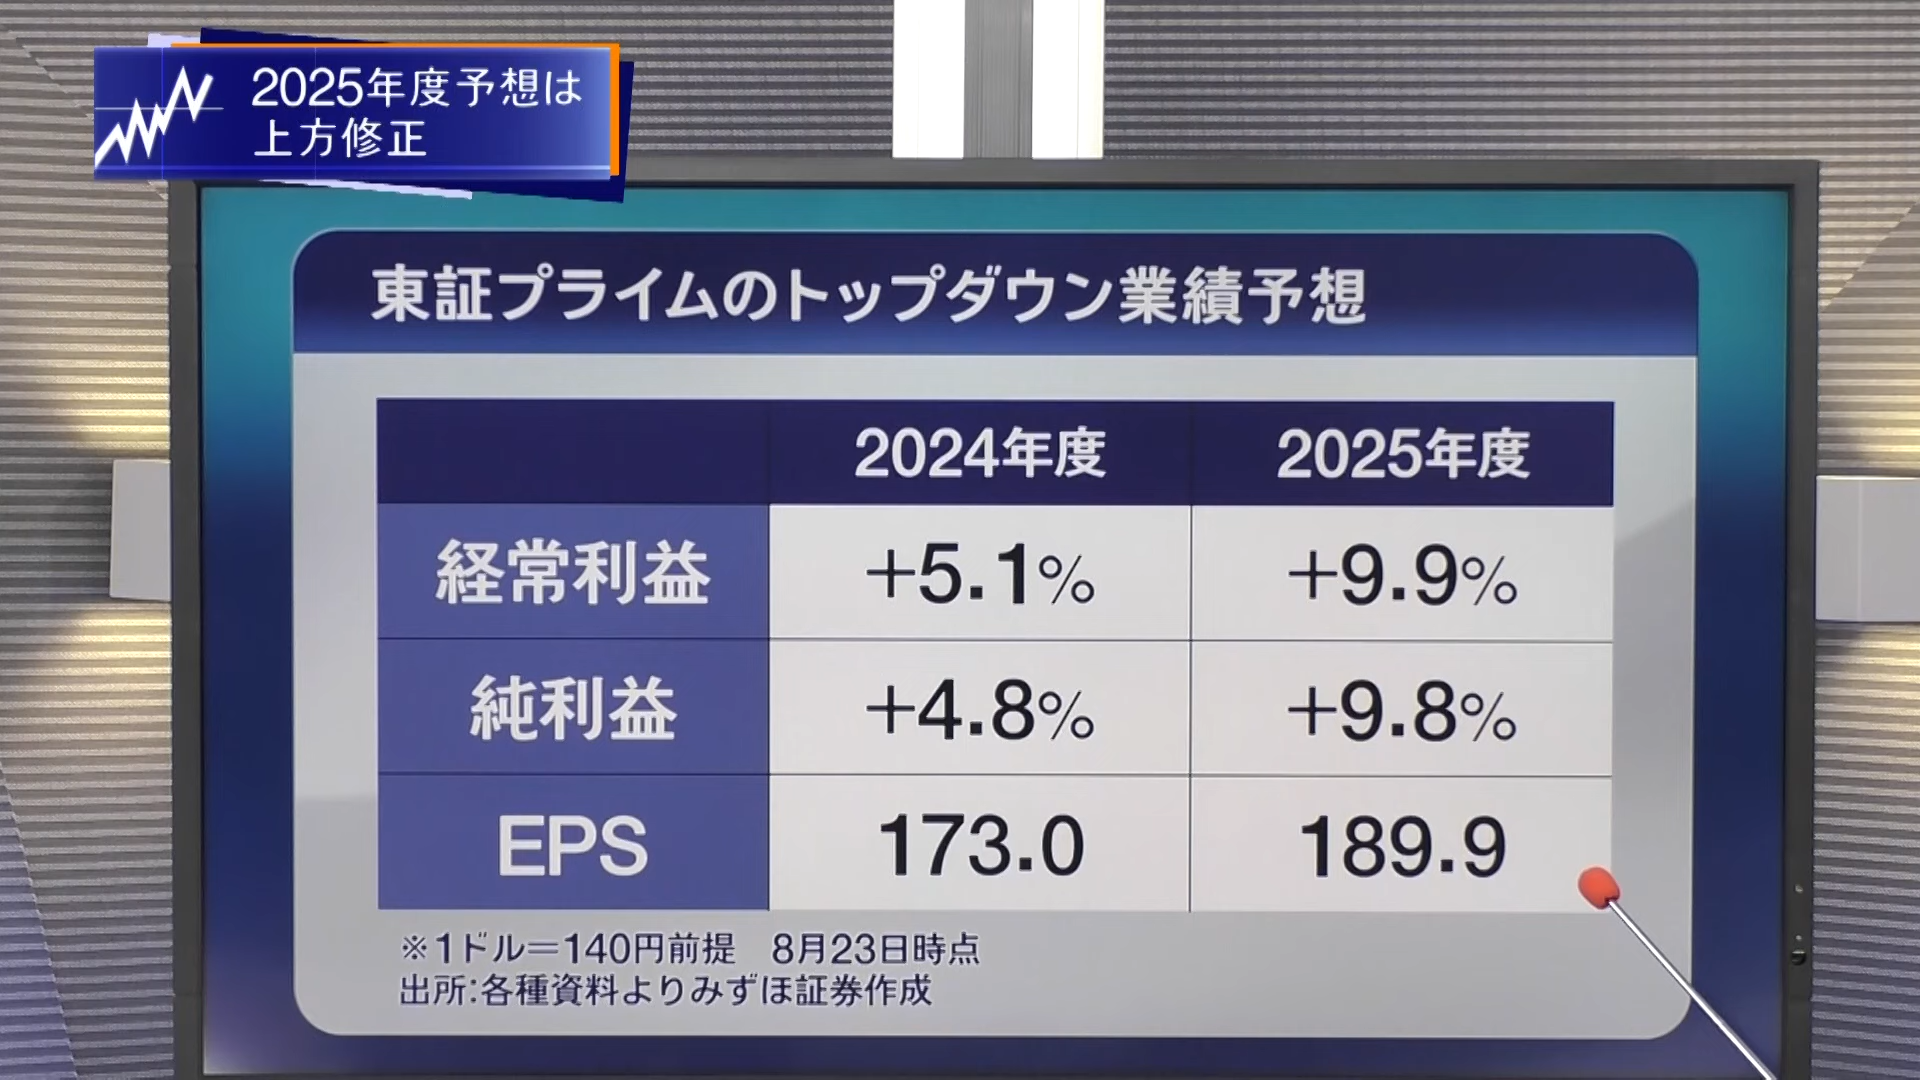 2025年度予想は
上方修正
東証プライムのトップダウン業績予想
2024年度 2025年度
経常利益 +5.1% +9.9%
純利益 +4.8% +9.8%
EPS 173.0 189.9
※1ドル=140円前提 8月23日時点
出所:各種資料よりみずほ証券作成